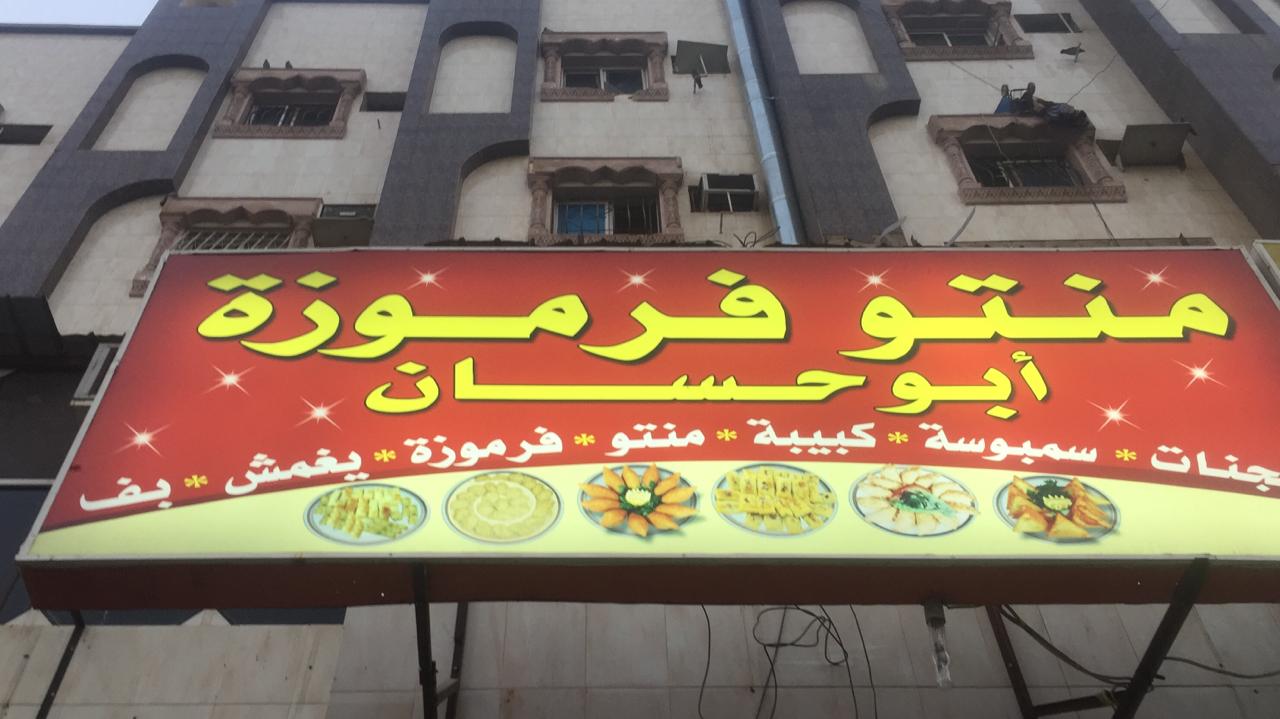 منتو فرموزة
أبو حسان
سمبوسة * كبيبة * منتو * فرموزة * يغمش * بف